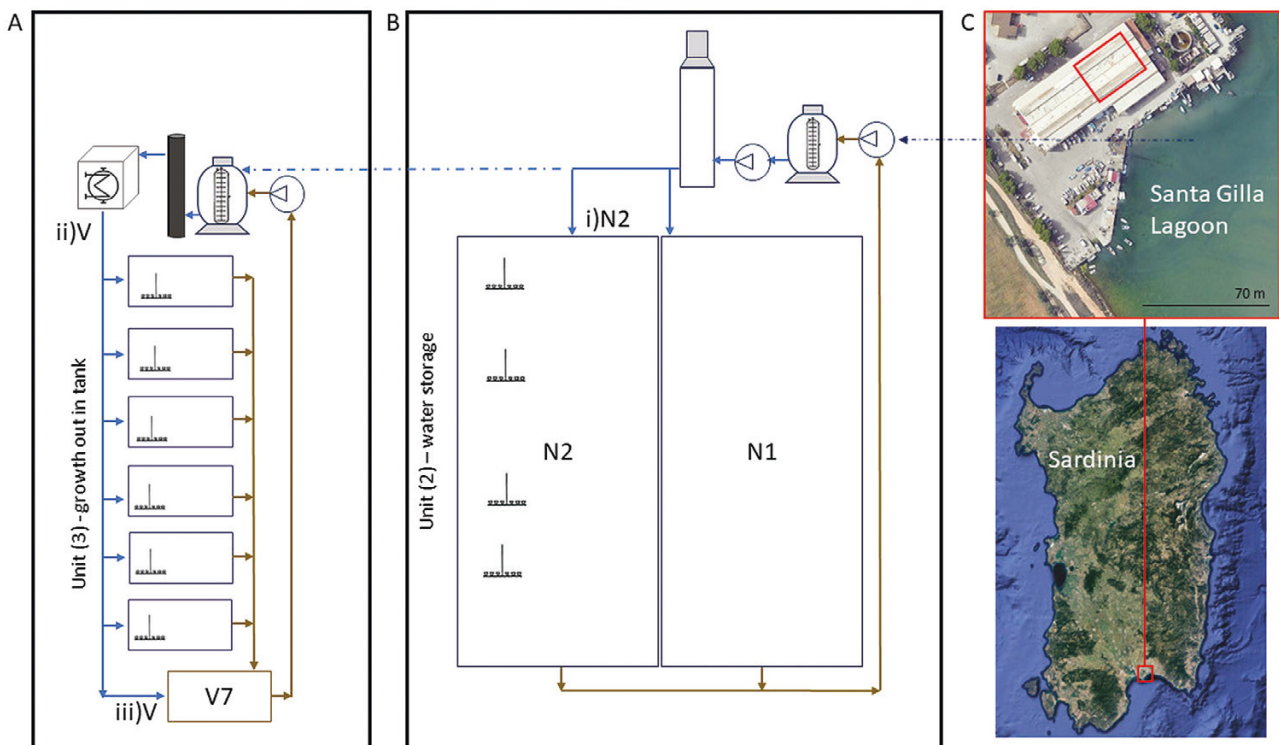 A
ii)V
Unit (3) - growth out in tank
V7
iii)V
B
i)N2
Unit (2) – water storage
N2
N1
C
Santa Gilla
Lagoon
70 m
Sardinia